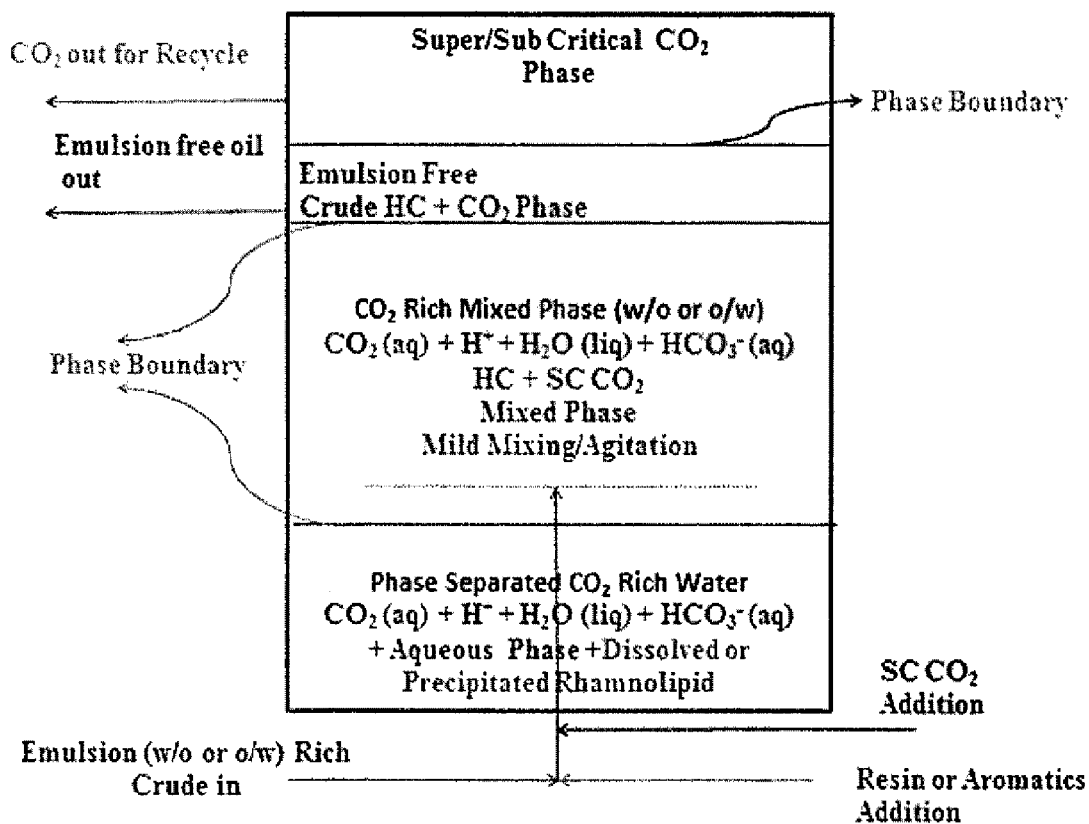 Super/Sub Critical CO₂
Phase
CO₂ out for Recycle
Phase Boundary
Emulsion free oil
out
Emulsion Free
Crude HC + CO₂ Phase
CO₂ Rich Mixed Phase (w/o or o/w)
CO₂ (aq) + H⁺ + H₂O (liq) + HCO₃⁻ (aq)
HC + SC CO₂
Mixed Phase
Mild Mixing/Agitation
Phase Boundary
Phase Separated CO₂ Rich Water
CO₂ (aq) + H⁻ + H₂O (liq) + HCO₃⁻ (aq)
+ Aqueous Phase +Dissolved or
Precipitated Rhamnolipid
SC CO₂
Addition
Emulsion (w/o or o/w) Rich
Crude in
Resin or Aromatics
Addition